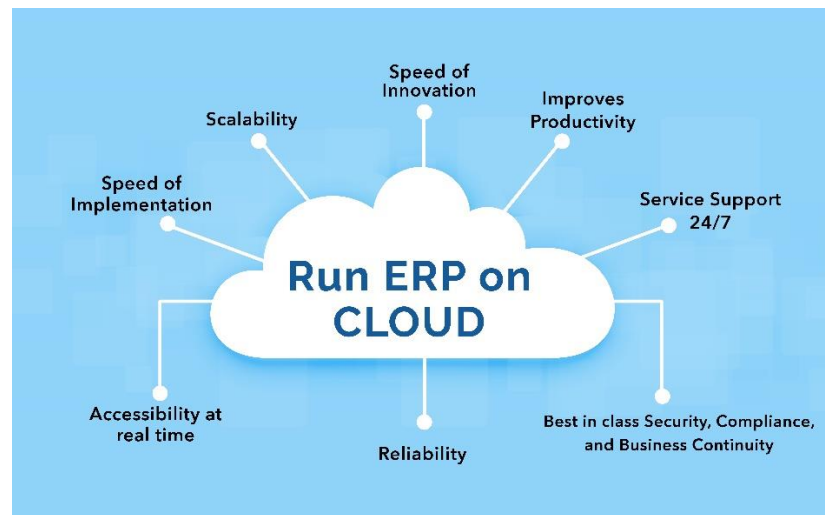 Speed of
Innovation
Improves
Productivity
Scalability
Speed of
Implementation
Service Support
24/7
Run ERP on
CLOUD
Accessibility at
real time
Reliability
Best in class Security, Compliance,
and Business Continuity